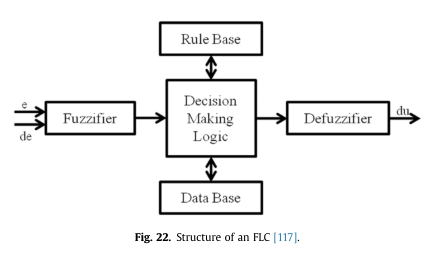 Rule Base
e
de
Fuzzifier
Decision
Making
Logic
Defuzzifier
du
Data Base
Fig. 22. Structure of an FLC [117].